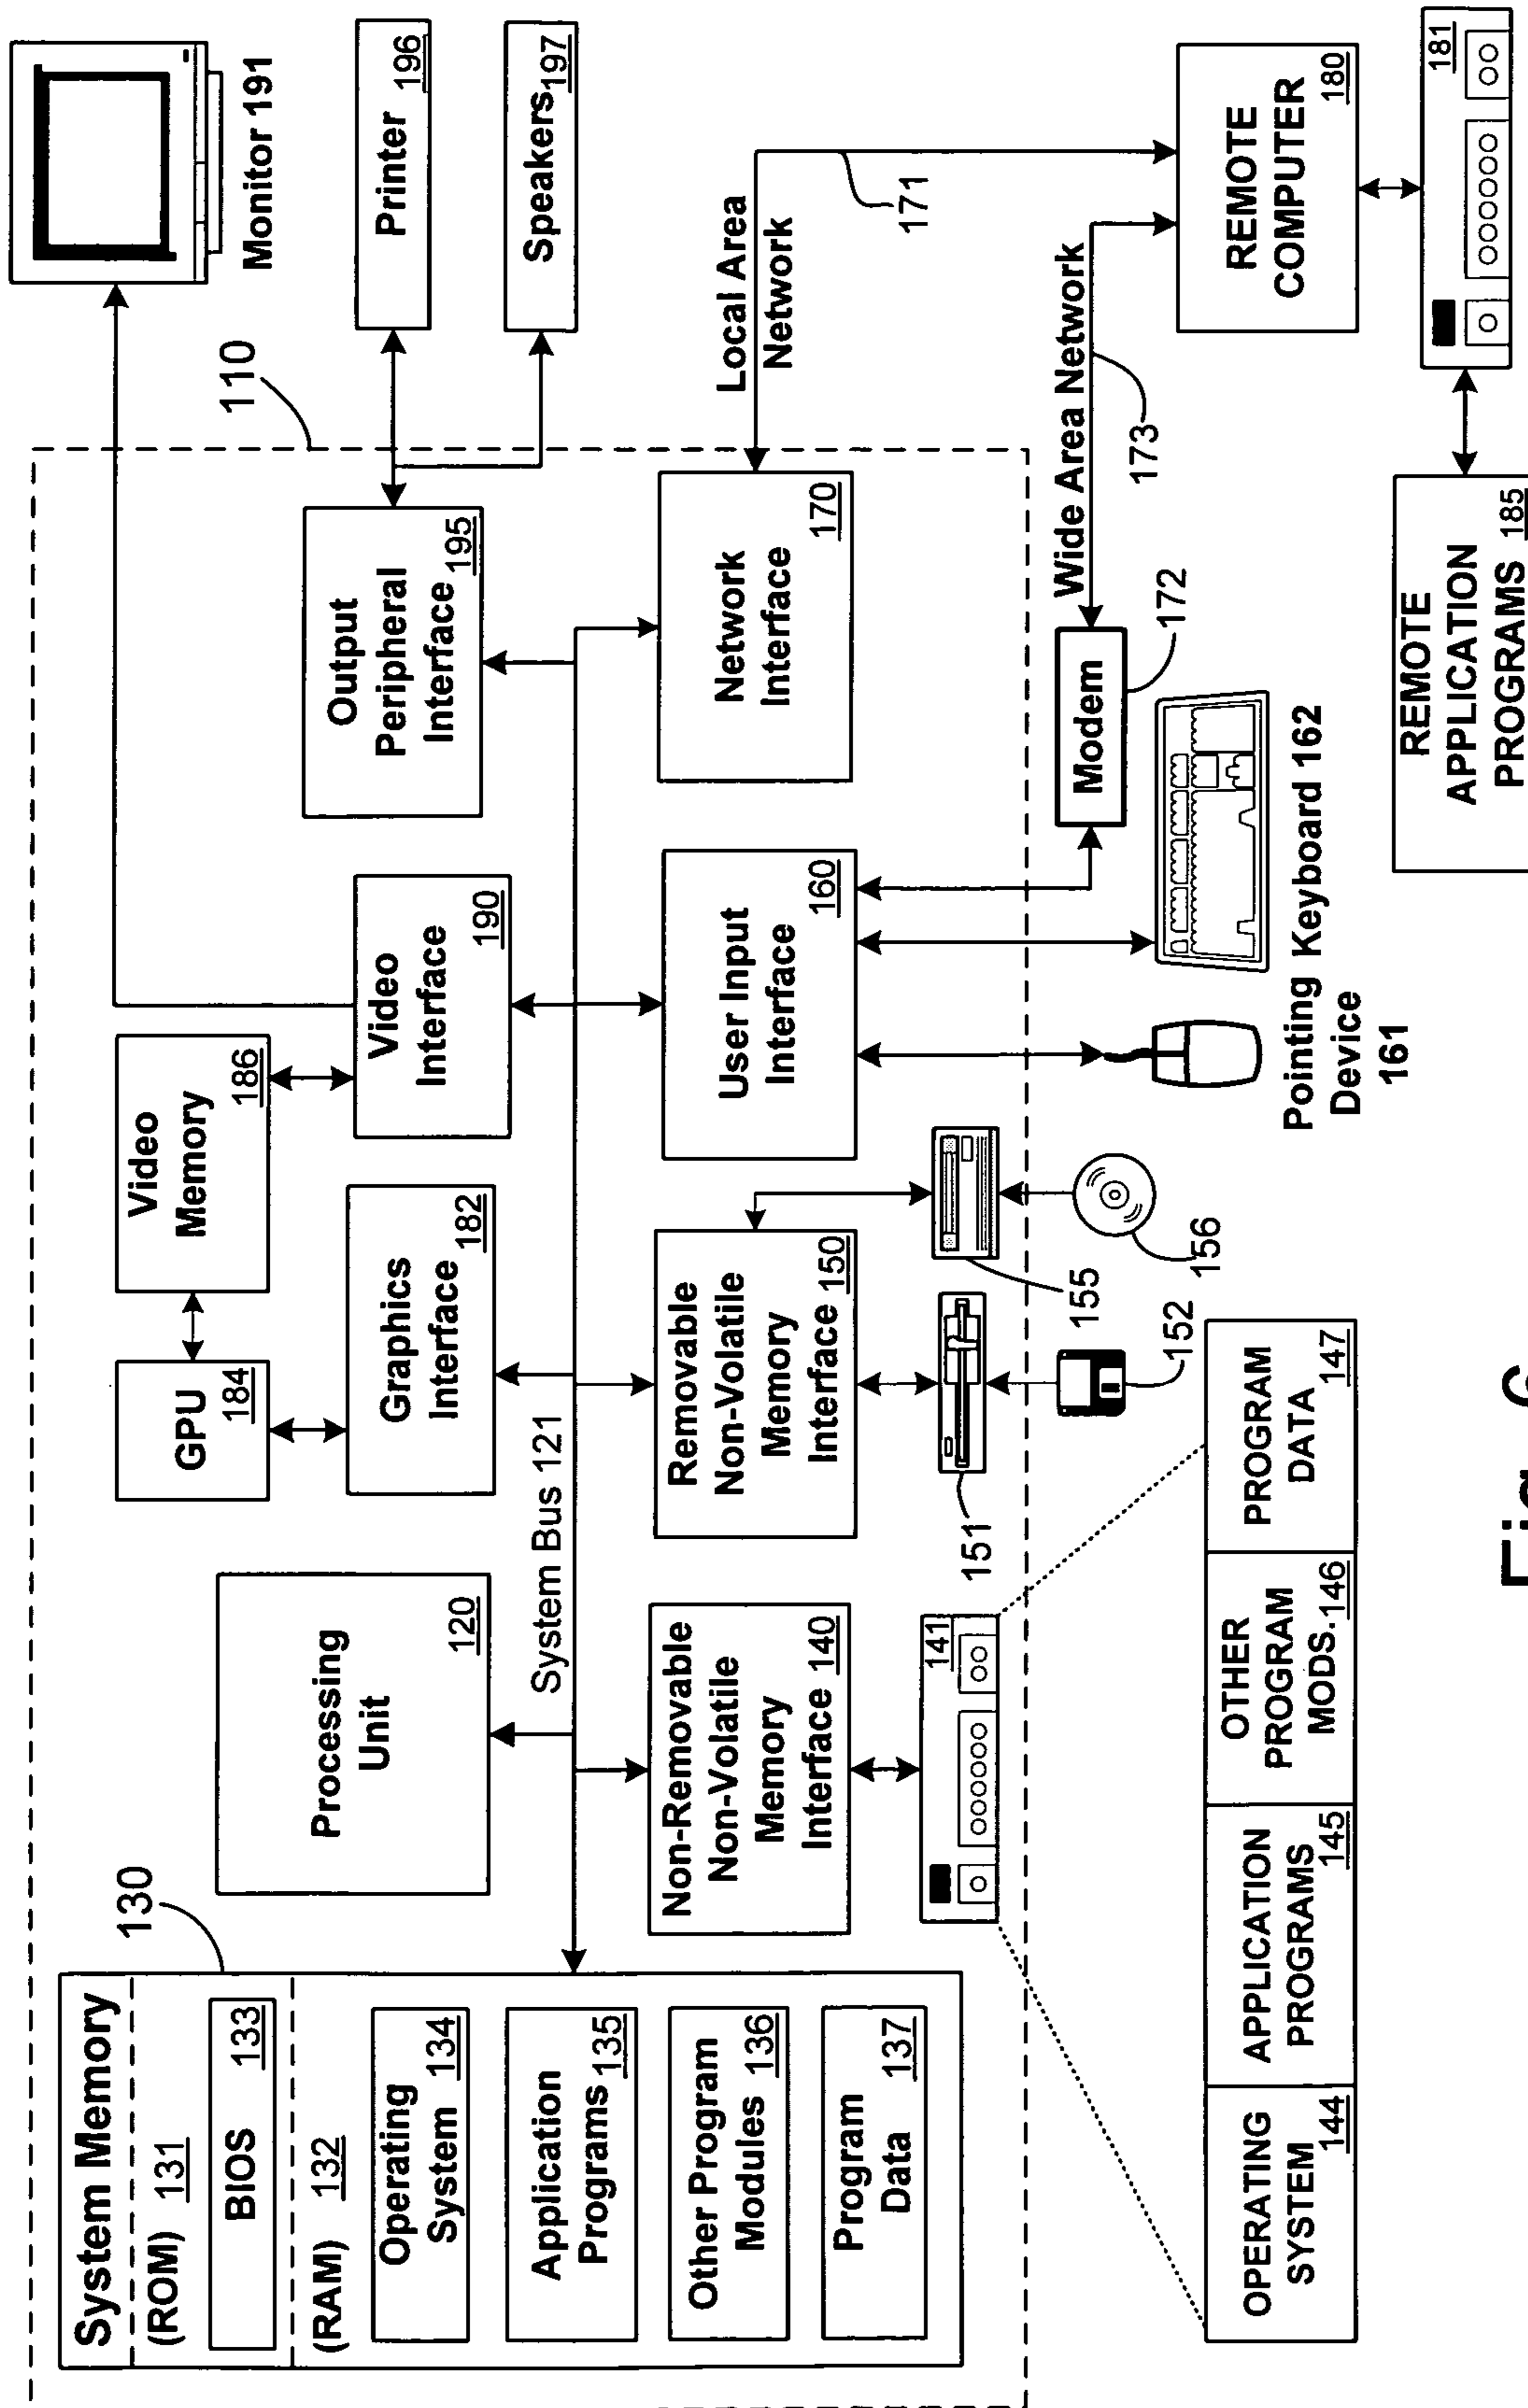 System Memory
(ROM) 131
BIOS 133
(RAM) 132
Operating
System 134
Application
Programs 135
Other Program
Modules 136
Program
Data 137
130
Processing
Unit
120
System Bus 121
GPU
184
Video
Memory
186
Graphics
Interface
182
Video
Interface
190
Output
Peripheral
Interface 195
110
Monitor 191
Printer
196
Speakers 197
Non-Removable
Non-Volatile
Memory
Interface 140
Removable
Non-Volatile
Memory
Interface 150
User Input
Interface
160
Network
Interface
170
Local Area
Network
171
141
151
152
155
156
Pointing
Device
161
Keyboard 162
Modem
172
Wide Area Network
173
REMOTE
COMPUTER
180
181
REMOTE
APPLICATION
PROGRAMS 185
OPERATING
SYSTEM 144
APPLICATION
PROGRAMS 145
OTHER
PROGRAM
MODS. 146
PROGRAM
DATA 147